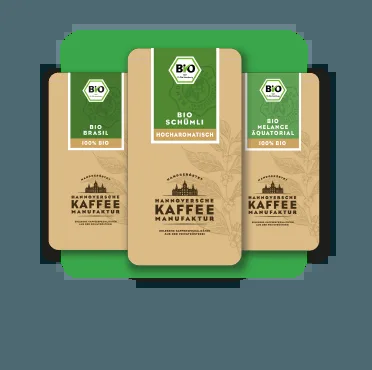 BIO
BIO
BRASIL
100% BIO
HANNOVERSCHE
KAFFEE
MANUFAKTUR
BIO
BIO
SCHÜMLI
HOCHAROMATISCH
HANDGERÖSTET
HANNOVERSCHE
KAFFEE
MANUFAKTUR
BIO
BIO
MELANGE
ÄQUATORIAL
100% BIO
HANNOVERSCHE
KAFFEE
MANUFAKTUR